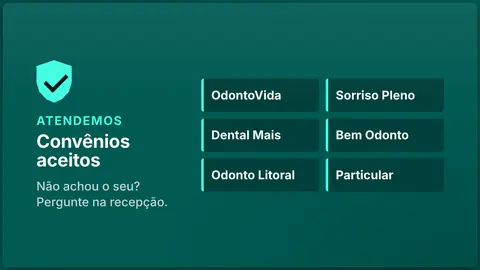 ATENDEMOS
Convênios
aceitos
Não achou o seu?
Pergunte na recepção.
OdontoVida
Sorriso Pleno
Dental Mais
Bem Odonto
Odonto Litoral
Particular